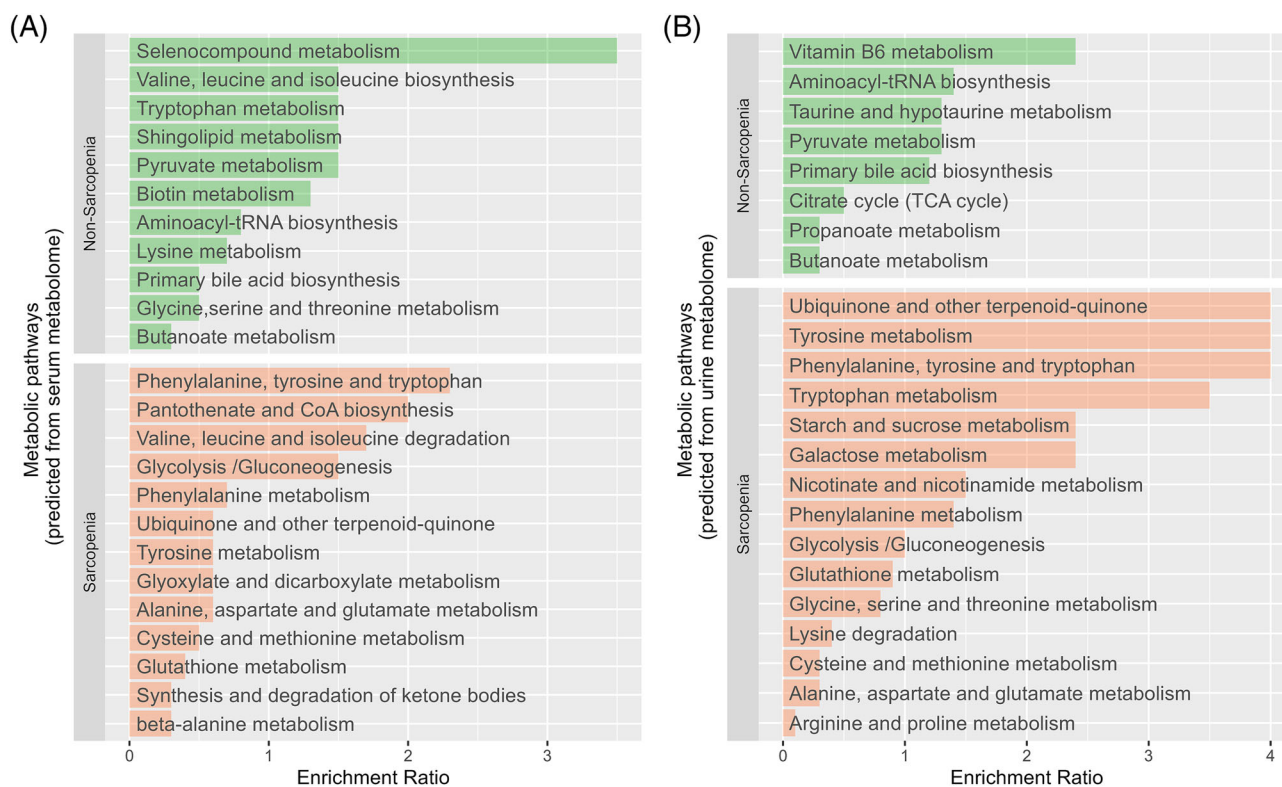 (A)
Metabolic pathways
(predicted from serum metabolome)
Non-Sarcopenia
Selenocompound metabolism
Valine, leucine and isoleucine biosynthesis
Tryptophan metabolism
Shingolipid metabolism
Pyruvate metabolism
Biotin metabolism
Aminoacyl-tRNA biosynthesis
Lysine metabolism
Primary bile acid biosynthesis
Glycine,serine and threonine metabolism
Butanoate metabolism
Sarcopenia
Phenylalanine, tyrosine and tryptophan
Pantothenate and CoA biosynthesis
Valine, leucine and isoleucine degradation
Glycolysis /Gluconeogenesis
Phenylalanine metabolism
Ubiquinone and other terpenoid-quinone
Tyrosine metabolism
Glyoxylate and dicarboxylate metabolism
Alanine, aspartate and glutamate metabolism
Cysteine and methionine metabolism
Glutathione metabolism
Synthesis and degradation of ketone bodies
beta-alanine metabolism
0 1 2 3
Enrichment Ratio
(B)
Metabolic pathways
(predicted from urine metabolome)
Non-Sarcopenia
Vitamin B6 metabolism
Aminoacyl-tRNA biosynthesis
Taurine and hypotaurine metabolism
Pyruvate metabolism
Primary bile acid biosynthesis
Citrate cycle (TCA cycle)
Propanoate metabolism
Butanoate metabolism
Sarcopenia
Ubiquinone and other terpenoid-quinone
Tyrosine metabolism
Phenylalanine, tyrosine and tryptophan
Tryptophan metabolism
Starch and sucrose metabolism
Galactose metabolism
Nicotinate and nicotinamide metabolism
Phenylalanine metabolism
Glycolysis /Gluconeogenesis
Glutathione metabolism
Glycine, serine and threonine metabolism
Lysine degradation
Cysteine and methionine metabolism
Alanine, aspartate and glutamate metabolism
Arginine and proline metabolism
0 1 2 3 4
Enrichment Ratio